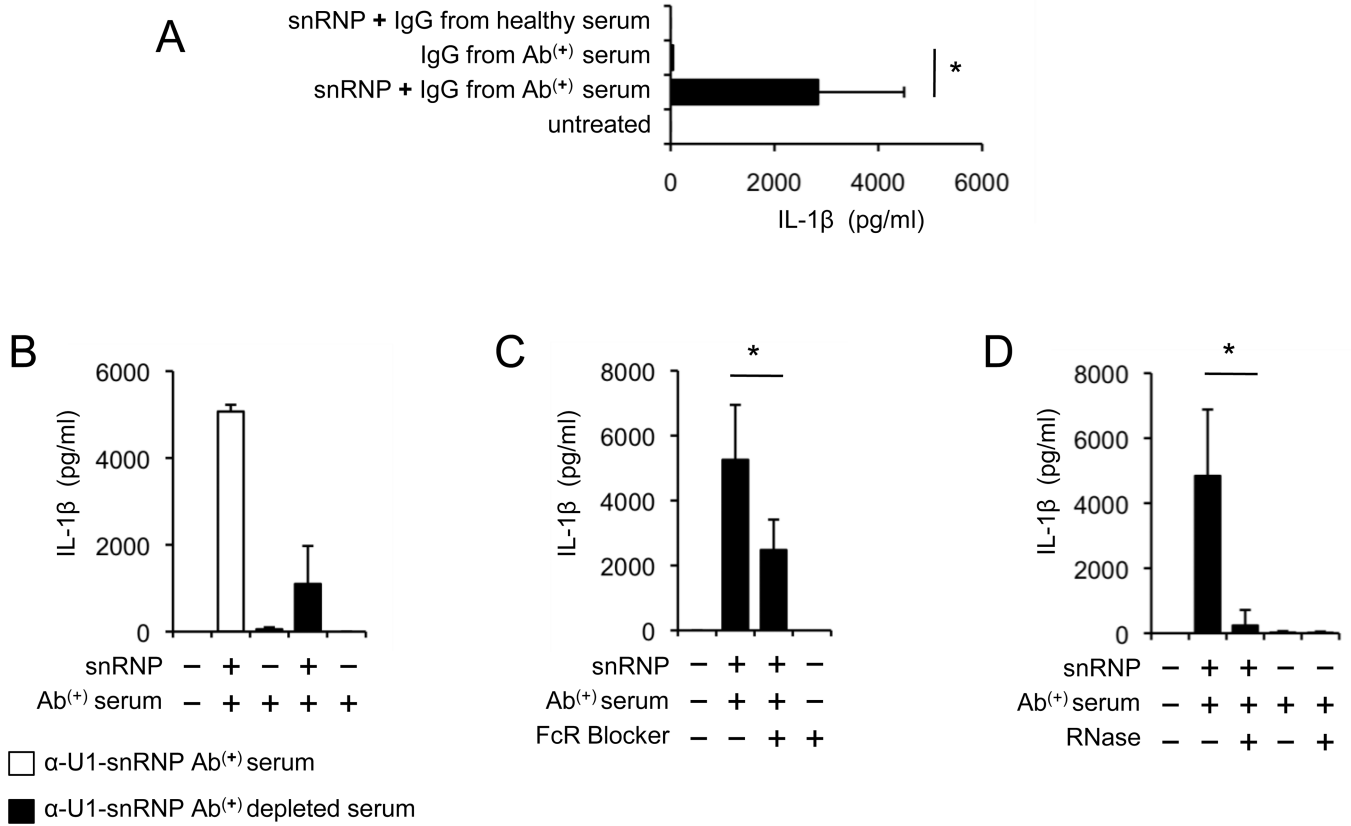 A
snRNP + IgG from healthy serum
IgG from Ab(+) serum
snRNP + IgG from Ab(+) serum
untreated
*
0 2000 4000 6000
IL-1β (pg/ml)
B
IL-1β (pg/ml)
6000
4000
2000
0
snRNP − + − + −
Ab(+) serum − + + + +
α-U1-snRNP Ab(+) serum
α-U1-snRNP Ab(+) depleted serum
C
*
IL-1β (pg/ml)
8000
6000
4000
2000
0
snRNP − + + −
Ab(+) serum − + + −
FcR Blocker − − + +
D
*
IL-1β (pg/ml)
8000
6000
4000
2000
0
snRNP − + + − −
Ab(+) serum − + + + +
RNase − − + − +